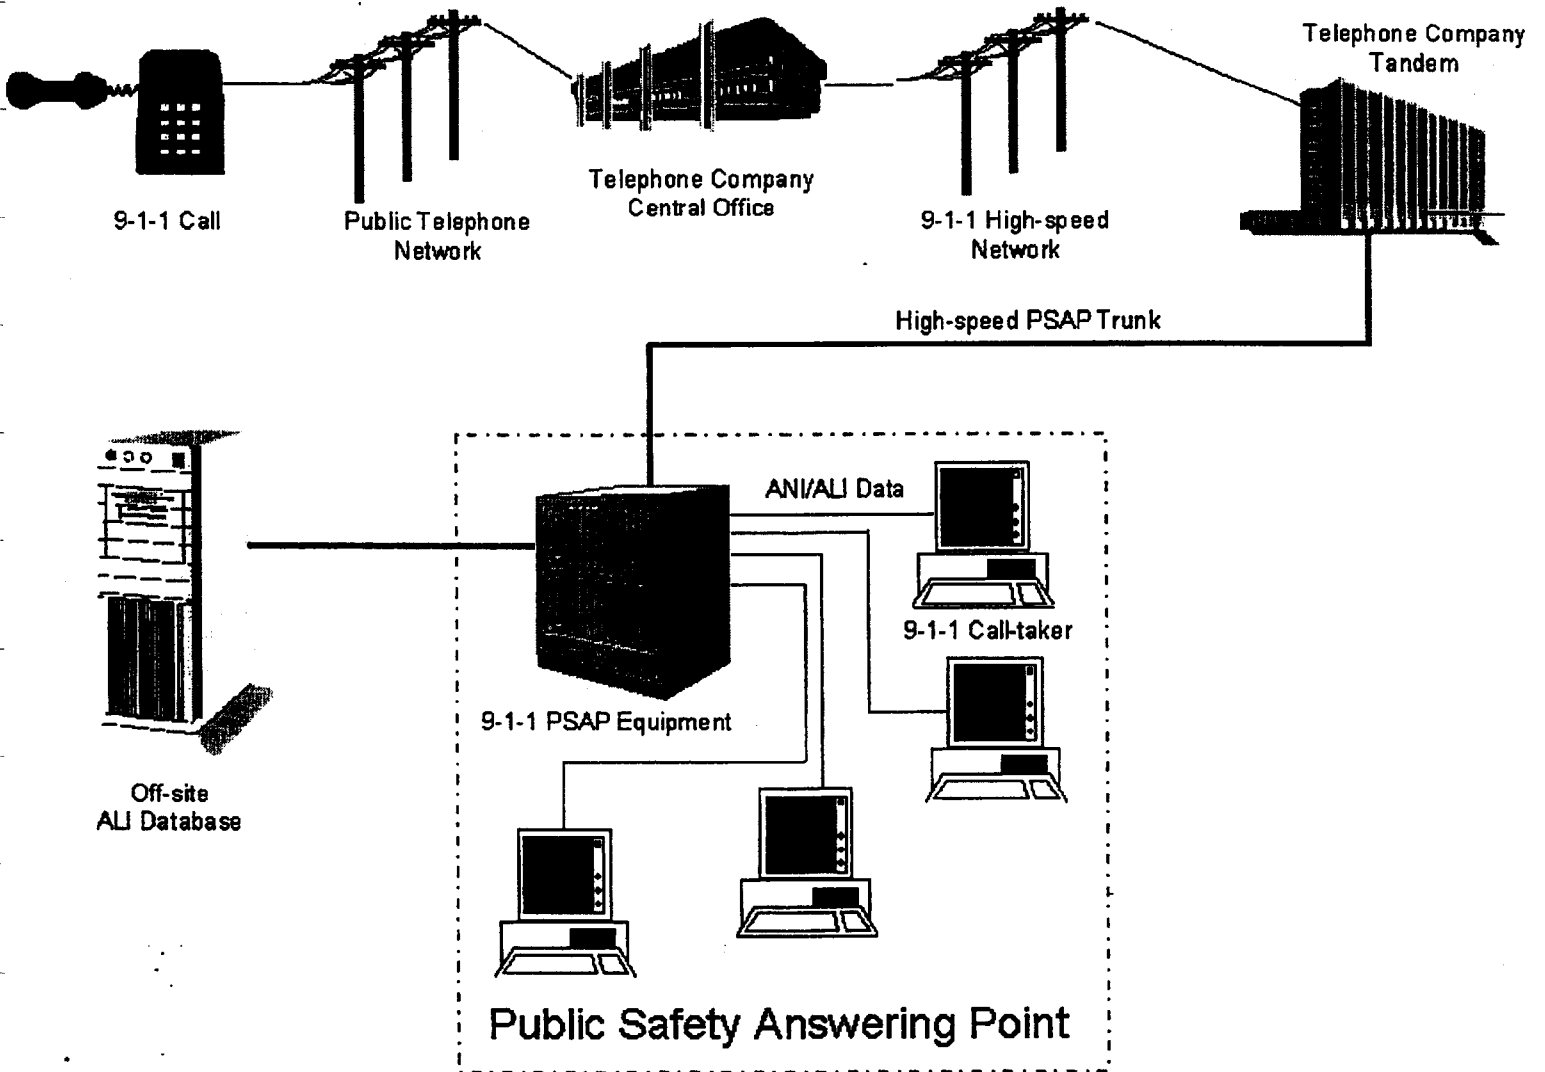 Telephone Company
Tandem
Telephone Company
Central Office
9-1-1 Call
Public Telephone
Network
9-1-1 High-speed
Network
High-speed PSAP Trunk
ANI/ALI Data
9-1-1 Call-taker
9-1-1 PSAP Equipment
Off-site
ALI Database
Public Safety Answering Point